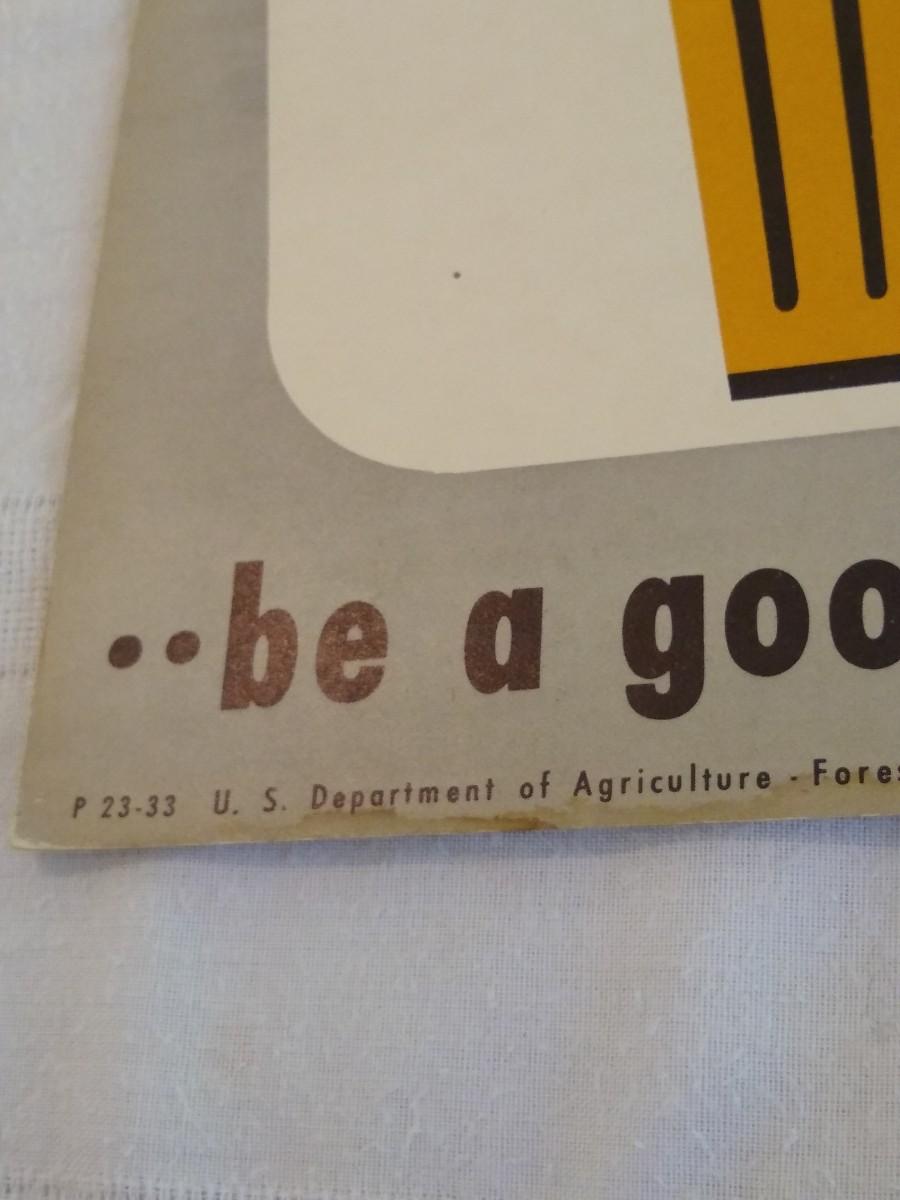 ..be a goo
P 23-33 U. S. Department of Agriculture - Fores